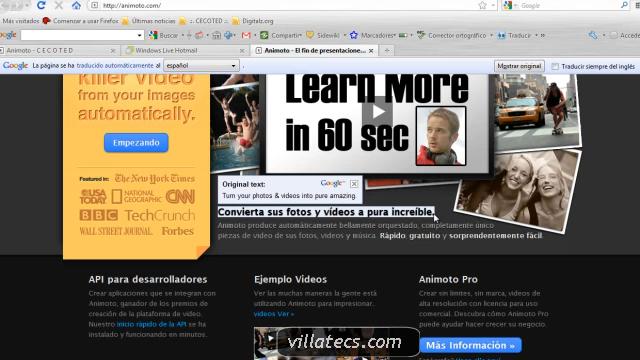 http://animoto.com/
Google
Más visitados Comenzar a usar Firefox Últimas noticias .:. CECOTED .:. Digitalz.org
Google Buscar Compartir Sidewiki Marcadores Corrector ortográfico Traducir Acceder
Animoto - C E C O T E D
Windows Live Hotmail
Animoto - El fin de presentacione...
Google La página se ha traducido automáticamente al español
Mostrar original
Traducir siempre del inglés
killer video
from your images
automatically.
Empezando
Featured in: The New York Times
USA TODAY NATIONAL GEOGRAPHIC CNN
BBC TechCrunch
WALL STREET JOURNAL Forbes
Learn More
in 60 sec
Original text: Google
Turn your photos & videos into pure amazing.
Convierta sus fotos y vídeos a pura increíble.
Animoto produce automáticamente bellamente orquestado, completamente único
piezas de video de sus fotos, videos y música. Rápido, gratuito y sorprendentemente fácil.
API para desarrolladores
Crear aplicaciones que se integran con
Animoto, ganador de los premios de
creación de la plataforma de video.
Nuestro inicio rápido de la API se ha
instalado y funcionando en minutos.
Ejemplo Videos
Ver las muchas maneras la gente está
utilizando Animoto para impresionar.
videos Ver »
Animoto Pro
Crear sin límites, sin marca, videos de
alta resolución con licencia para uso
comercial. Descubra cómo Animoto Pro
puede ayudar hacer crecer su negocio.
Más Información »
villatecs.com